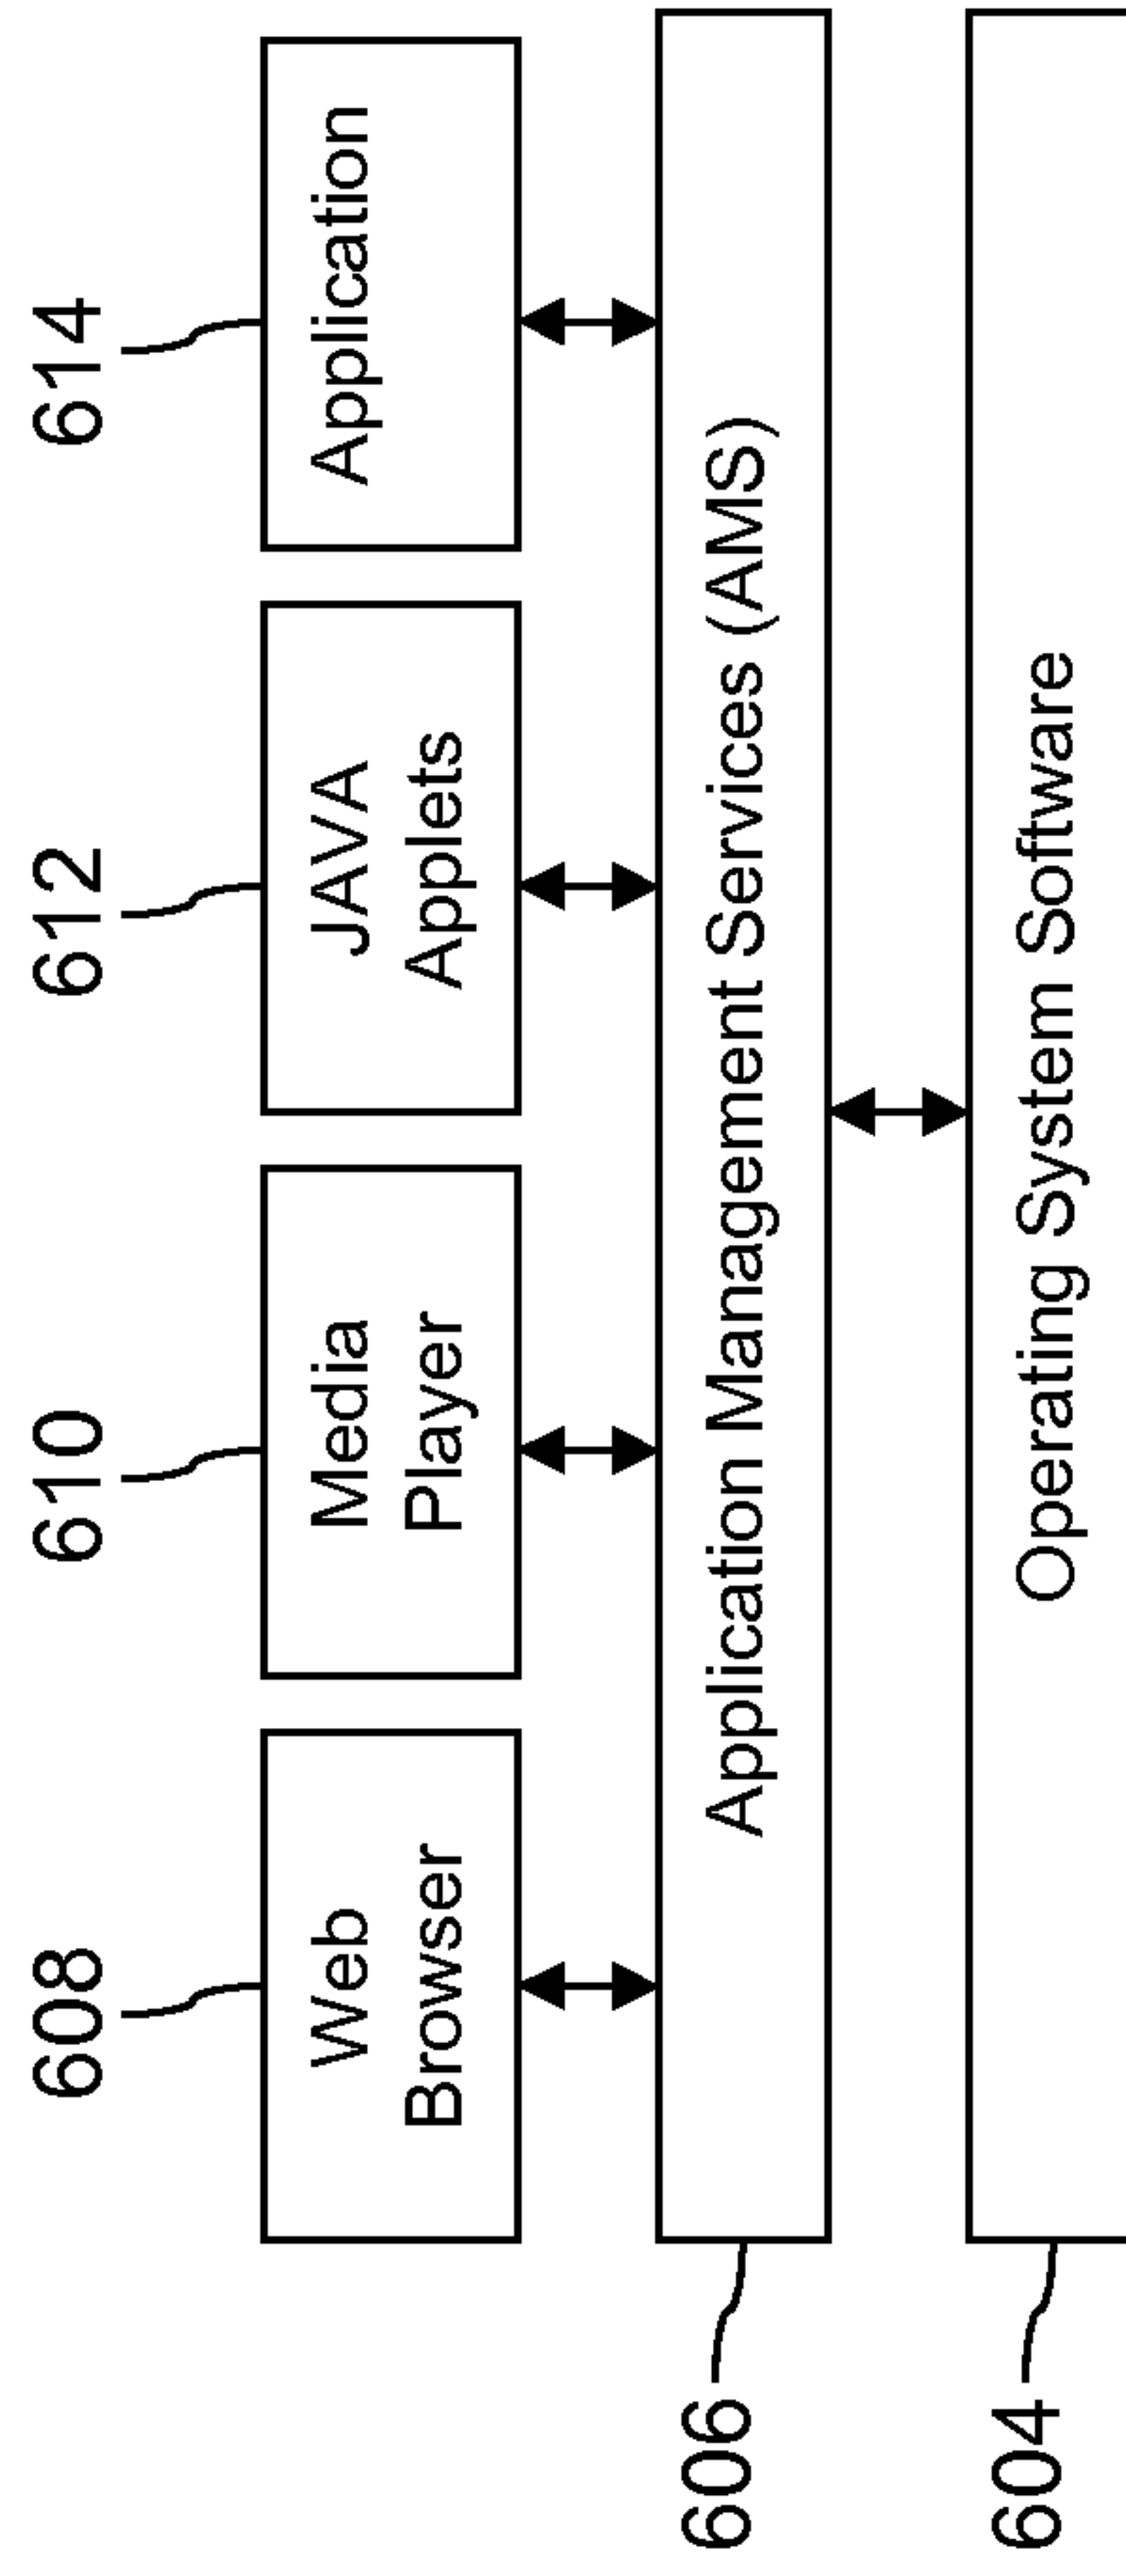 608
610
612
614
Web
Browser
Media
Player
JAVA
Applets
Application
606
Application Management Services (AMS)
604
Operating System Software